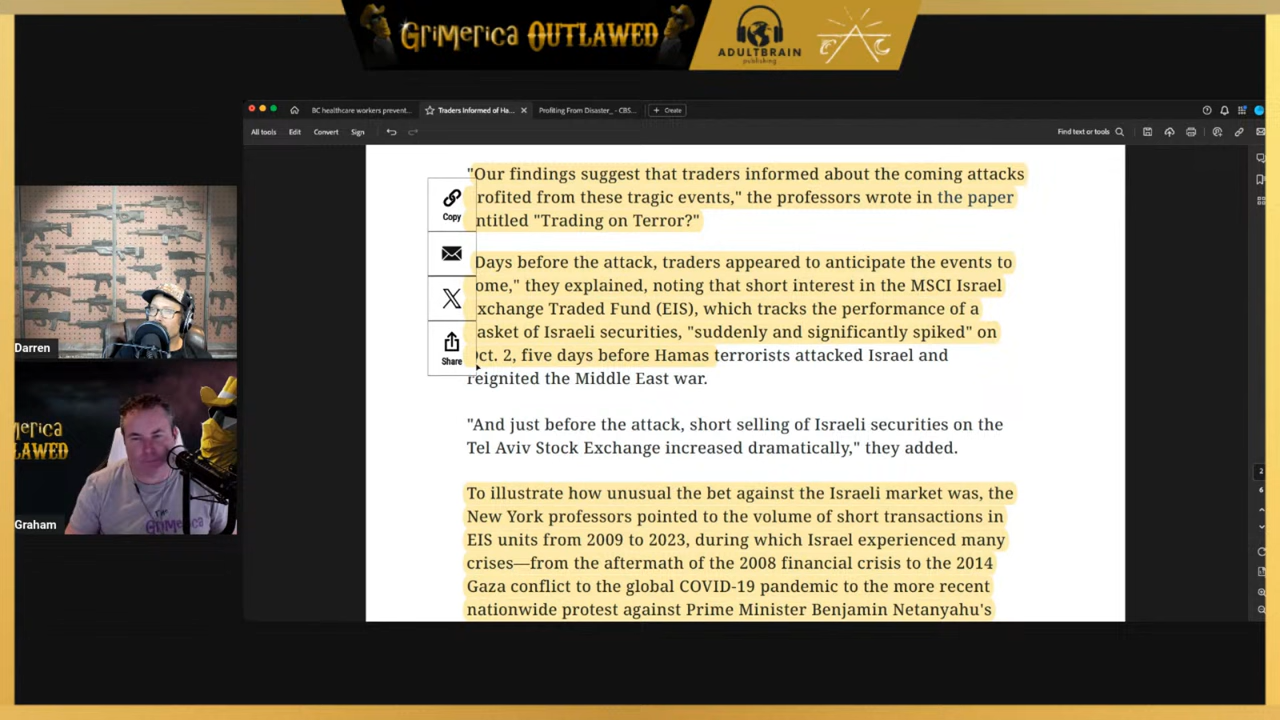 GRIMERICA OUTLAWED
ADULTBRAIN
publishing
BC healthcare workers prevent...
Traders Informed of Ha...
Profiting From Disaster_ - CBS...
+ Create
All tools
Edit
Convert
Sign
Find text or tools
"Our findings suggest that traders informed about the coming attacks
rofited from these tragic events," the professors wrote in the paper
ntitled "Trading on Terror?"
Copy
Days before the attack, traders appeared to anticipate the events to
ome," they explained, noting that short interest in the MSCI Israel
xchange Traded Fund (EIS), which tracks the performance of a
asket of Israeli securities, "suddenly and significantly spiked" on
Oct. 2, five days before Hamas terrorists attacked Israel and
reignited the Middle East war.
Share
"And just before the attack, short selling of Israeli securities on the
Tel Aviv Stock Exchange increased dramatically," they added.
To illustrate how unusual the bet against the Israeli market was, the
New York professors pointed to the volume of short transactions in
EIS units from 2009 to 2023, during which Israel experienced many
crises—from the aftermath of the 2008 financial crisis to the 2014
Gaza conflict to the global COVID-19 pandemic to the more recent
nationwide protest against Prime Minister Benjamin Netanyahu's
2
6
Darren
merica
LAWED
Graham